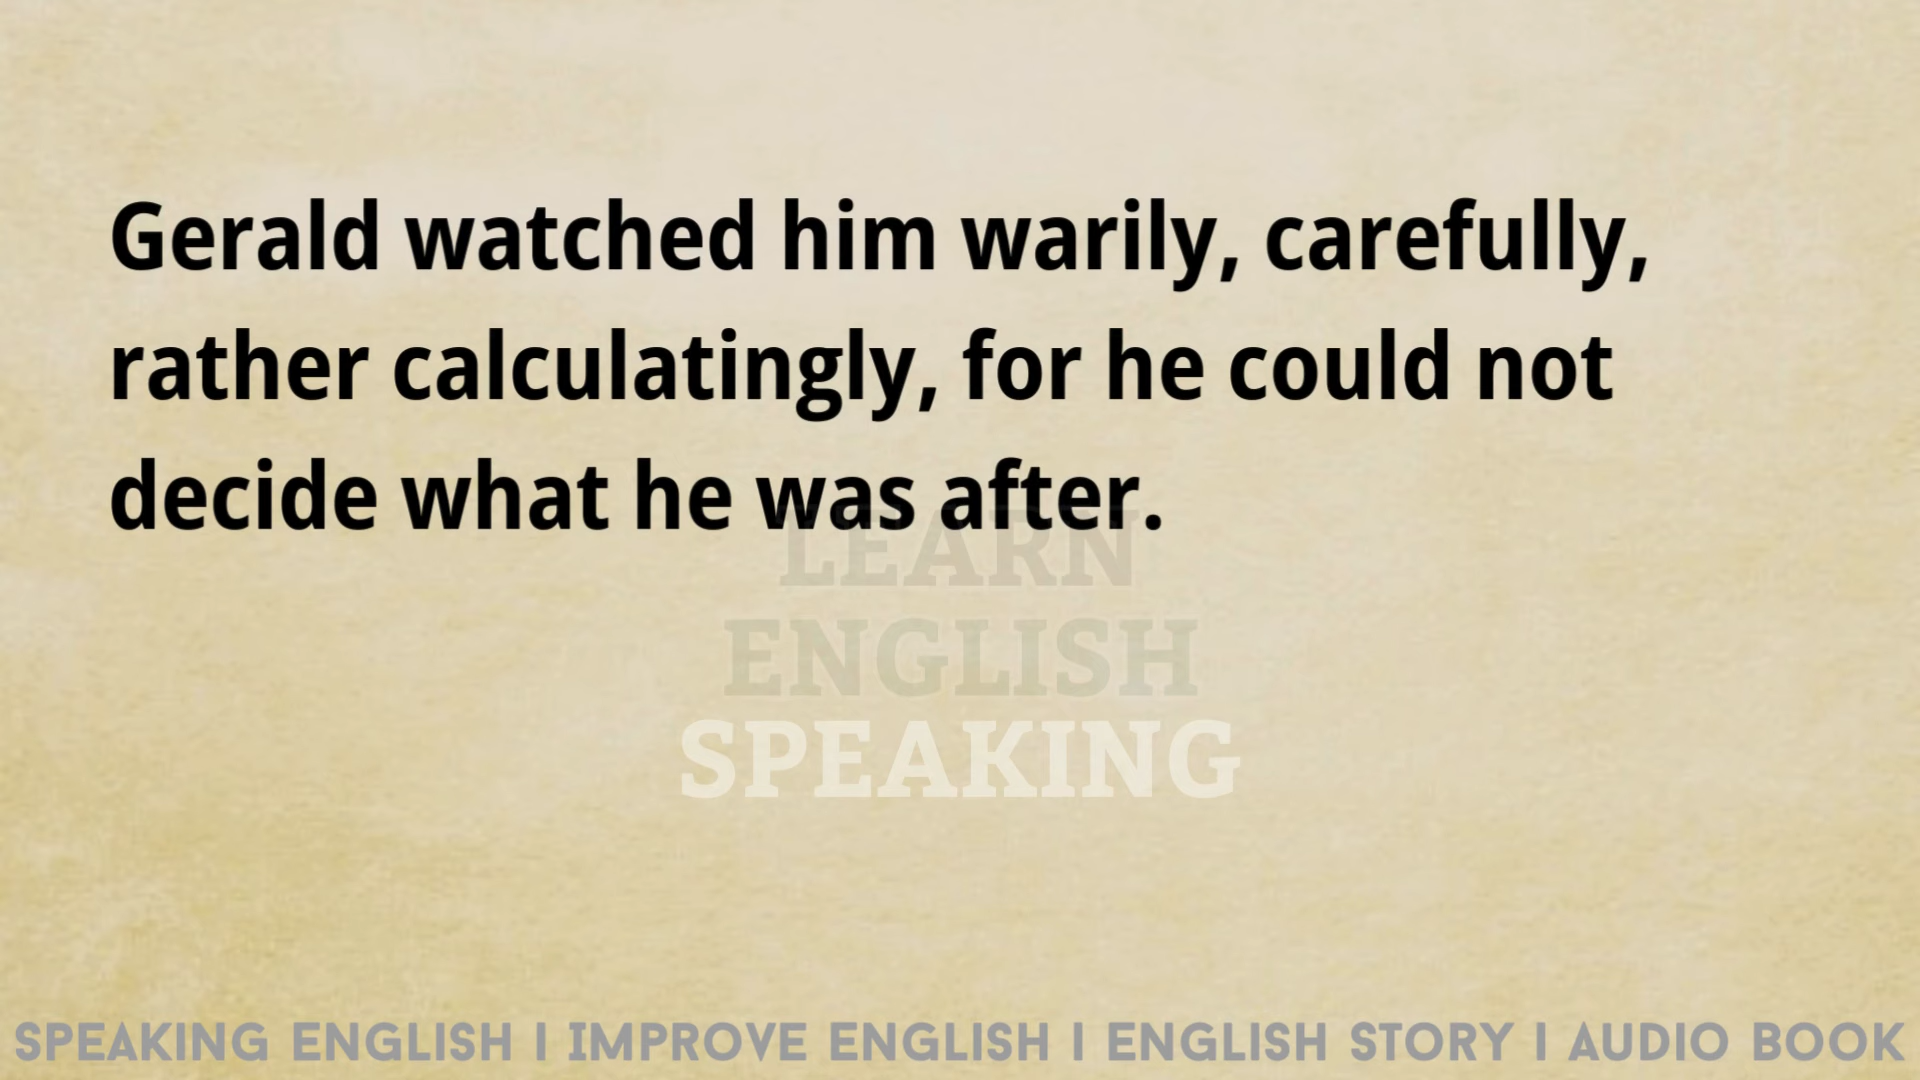 Gerald watched him warily, carefully,
rather calculatingly, for he could not
decide what he was after.
LEARN
ENGLISH
SPEAKING
SPEAKING ENGLISH I IMPROVE ENGLISH I ENGLISH STORY I AUDIO BOOK